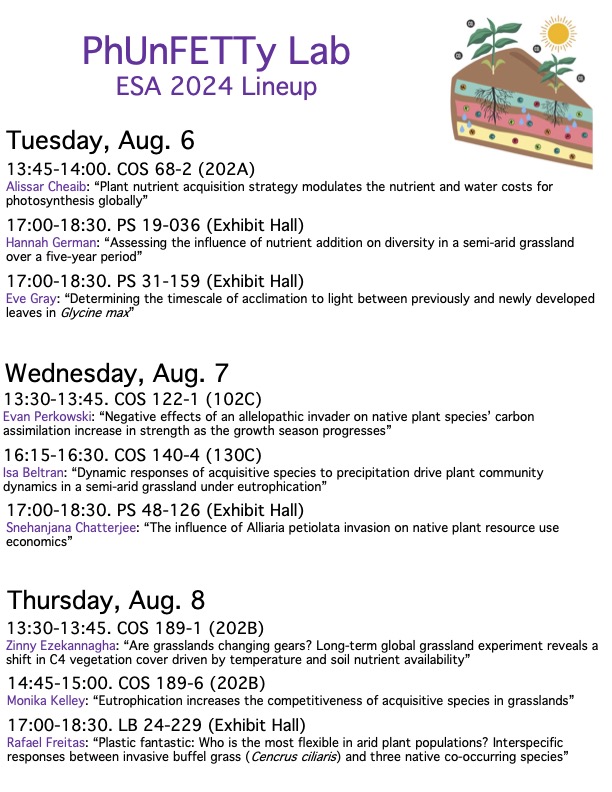 PhUnFETTy Lab
ESA 2024 Lineup
Tuesday, Aug. 6
13:45-14:00. COS 68-2 (202A)
Alissar Cheaib: “Plant nutrient acquisition strategy modulates the nutrient and water costs for
photosynthesis globally”
17:00-18:30. PS 19-036 (Exhibit Hall)
Hannah German: “Assessing the influence of nutrient addition on diversity in a semi-arid grassland
over a five-year period”
17:00-18:30. PS 31-159 (Exhibit Hall)
Eve Gray: “Determining the timescale of acclimation to light between previously and newly developed
leaves in Glycine max”
Wednesday, Aug. 7
13:30-13:45. COS 122-1 (102C)
Evan Perkowski: “Negative effects of an allelopathic invader on native plant species’ carbon
assimilation increase in strength as the growth season progresses”
16:15-16:30. COS 140-4 (130C)
Isa Beltran: “Dynamic responses of acquisitive species to precipitation drive plant community
dynamics in a semi-arid grassland under eutrophication”
17:00-18:30. PS 48-126 (Exhibit Hall)
Snehanjana Chatterjee: “The influence of Alliaria petiolata invasion on native plant resource use
economics”
Thursday, Aug. 8
13:30-13:45. COS 189-1 (202B)
Zinny Ezekannagha: “Are grasslands changing gears? Long-term global grassland experiment reveals a
shift in C4 vegetation cover driven by temperature and soil nutrient availability”
14:45-15:00. COS 189-6 (202B)
Monika Kelley: “Eutrophication increases the competitiveness of acquisitive species in grasslands”
17:00-18:30. LB 24-229 (Exhibit Hall)
Rafael Freitas: “Plastic fantastic: Who is the most flexible in arid plant populations? Interspecific
responses between invasive buffel grass (Cencrus ciliaris) and three native co-occurring species”